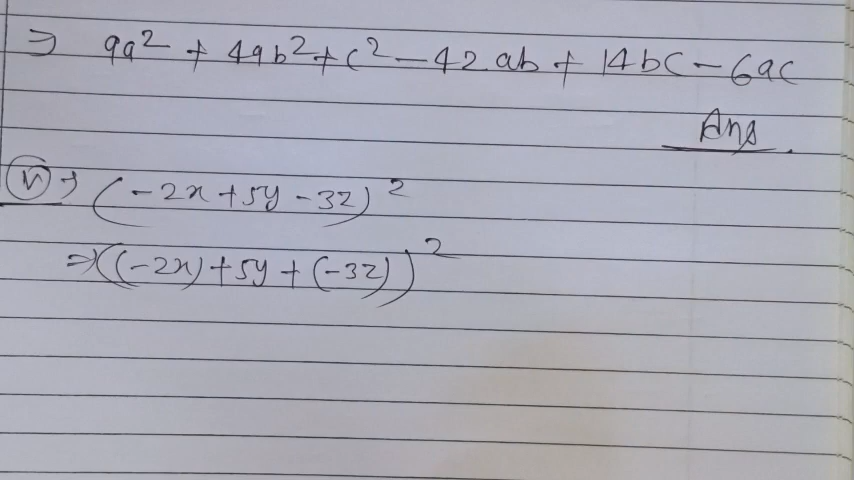 ⇒ 9a² + 49b² + c² - 42ab + 14bc - 6ac
Ans.
(v)→ (-2x + 5y - 3z)²
⇒ ((-2x) + 5y + (-3z))²